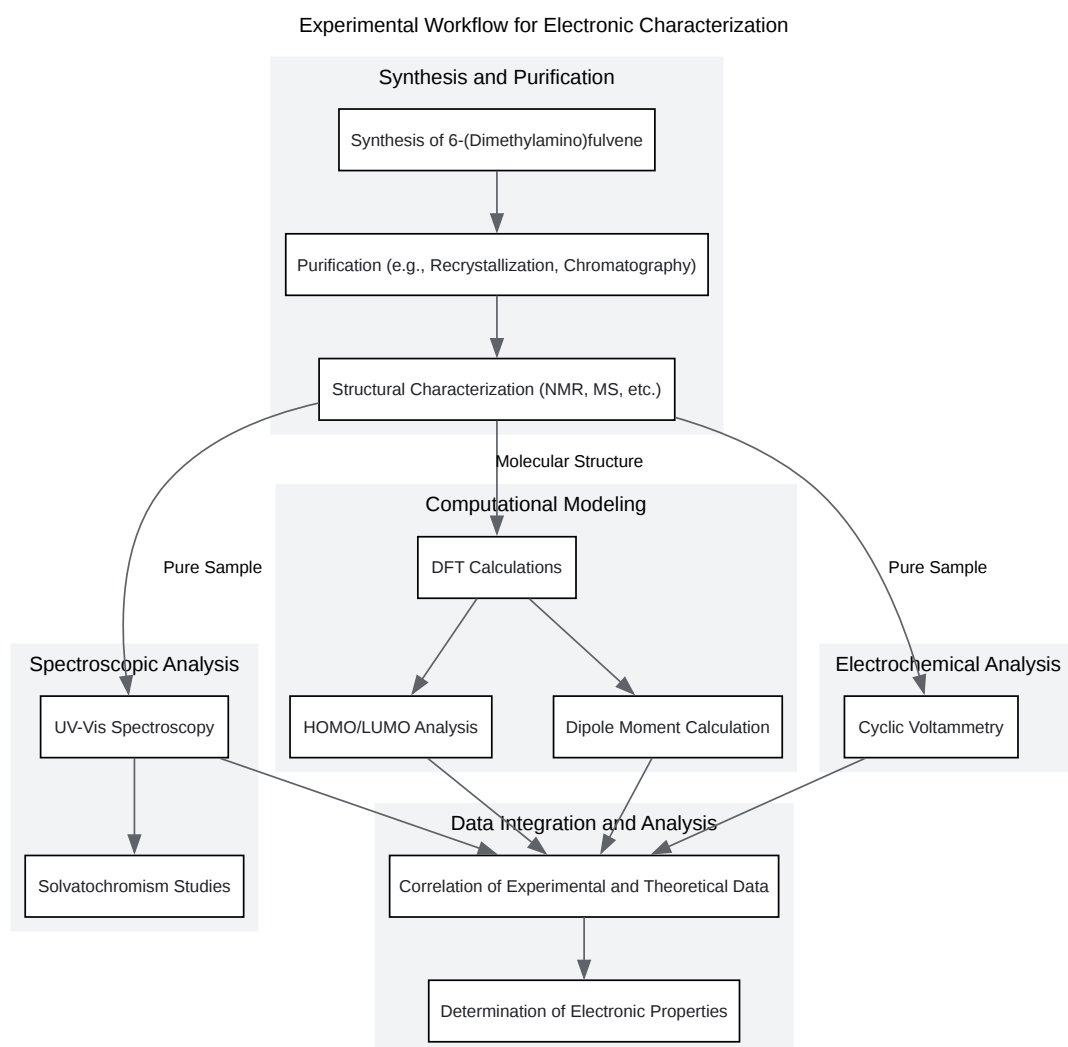 Experimental Workflow for Electronic Characterization
Synthesis and Purification
Synthesis of 6-(Dimethylamino)fulvene
Purification (e.g., Recrystallization, Chromatography)
Structural Characterization (NMR, MS, etc.)
Molecular Structure
Computational Modeling
DFT Calculations
Pure Sample
Pure Sample
Spectroscopic Analysis
Electrochemical Analysis
UV-Vis Spectroscopy
HOMO/LUMO Analysis
Dipole Moment Calculation
Cyclic Voltammetry
Data Integration and Analysis
Solvatochromism Studies
Correlation of Experimental and Theoretical Data
Determination of Electronic Properties